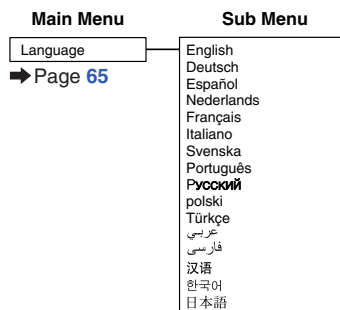 Main Menu
Sub Menu
Language
➡ Page 65
English
Deutsch
Español
Nederlands
Français
Italiano
Svenska
Português
Русский
polski
Türkçe
عربي
فارسی
汉语
한국어
日本語